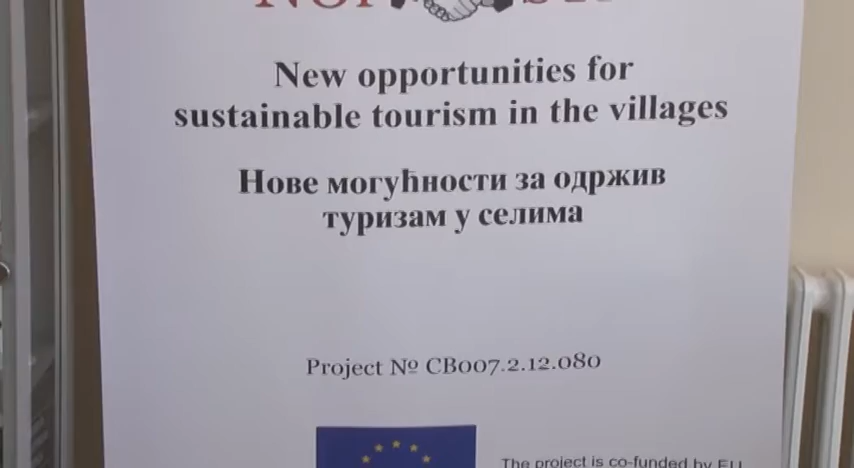 New opportunities for
sustainable tourism in the villages
Нове могућности за одржив
туризам у селима
Project № CB007.2.12.080
The project is co-funded by EU